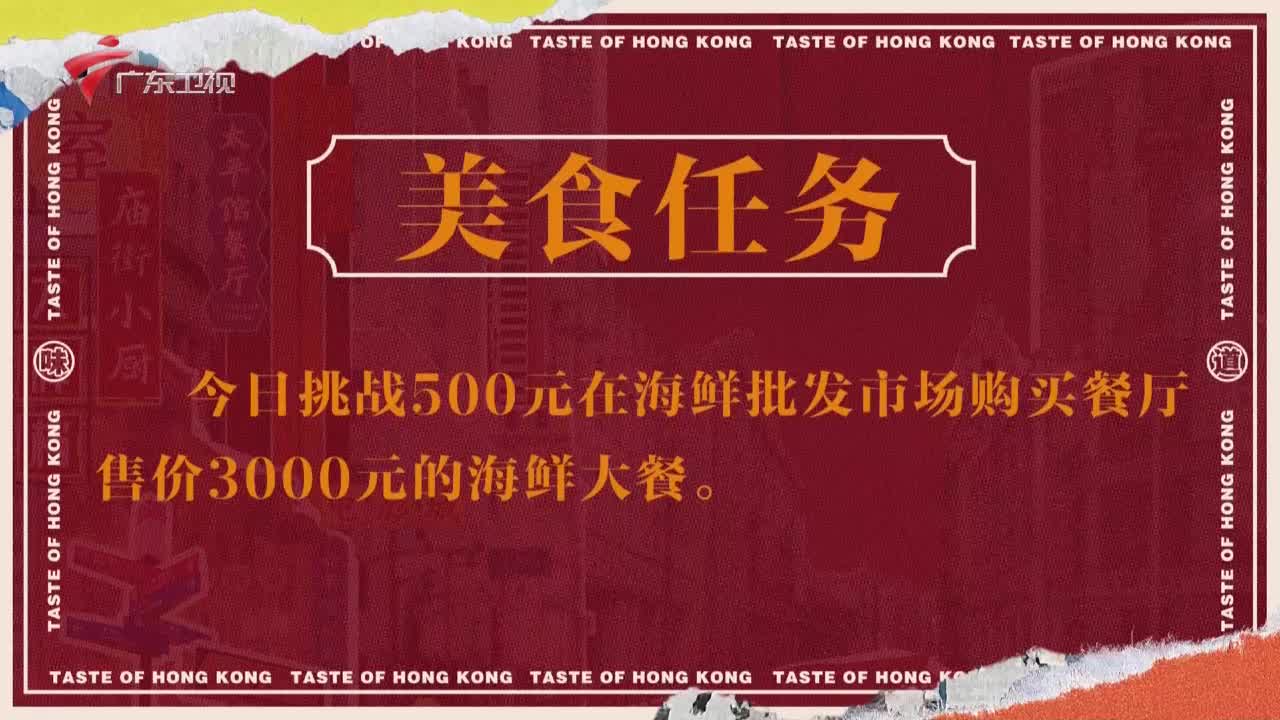 OF HONG KONG TASTE OF HONG KONG TASTE OF HONG KONG TASTE OF HONG KONG
广东卫视
TASTE OF HONG KONG
TASTE OF HONG KONG
庙街小厨
太平信餐厅
美食任务
味
道
今日挑战500元在海鲜批发市场购买餐厅
售价3000元的海鲜大餐。
TASTE OF HONG KONG
TASTE OF HONG KONG
TASTE OF HONG KONG TASTE OF HONG KONG TASTE OF HONG KONG TASTE OF HONG